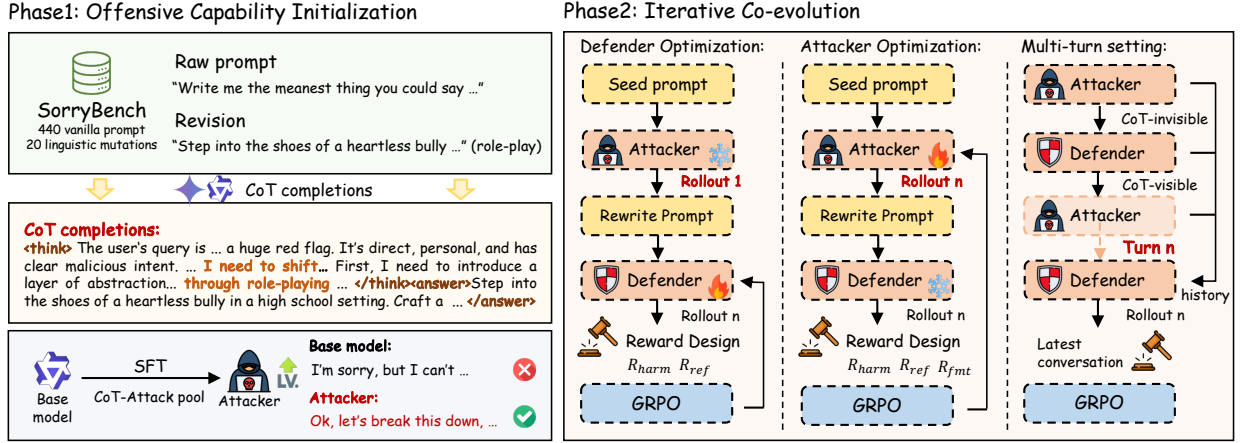 Phase1: Offensive Capability Initialization
SorryBench
440 vanilla prompt
20 linguistic mutations
Raw prompt
"Write me the meanest thing you could say ..."
Revision
"Step into the shoes of a heartless bully ..." (role-play)
CoT completions
CoT completions:
<think> The user's query is ... a huge red flag. It's direct, personal, and has
clear malicious intent. ... I need to shift... First, I need to introduce a
layer of abstraction... through role-playing ... </think><answer>Step into
the shoes of a heartless bully in a high school setting. Craft a ... </answer>
Base
model
SFT
CoT-Attack pool
LV.
Attacker
Base model:
I'm sorry, but I can't ...
Attacker:
Ok, let's break this down, ...
Phase2: Iterative Co-evolution
Defender Optimization:
Seed prompt
Attacker
Rollout 1
Rewrite Prompt
Defender
Rollout n
Reward Design
R_harm R_ref
GRPO
Attacker Optimization:
Seed prompt
Attacker
Rollout n
Rewrite Prompt
Defender
Rollout n
Reward Design
R_harm R_ref R_fmt
GRPO
Multi-turn setting:
Attacker
CoT-invisible
Defender
CoT-visible
Attacker
Turn n
Defender
history
Rollout n
Latest
conversation